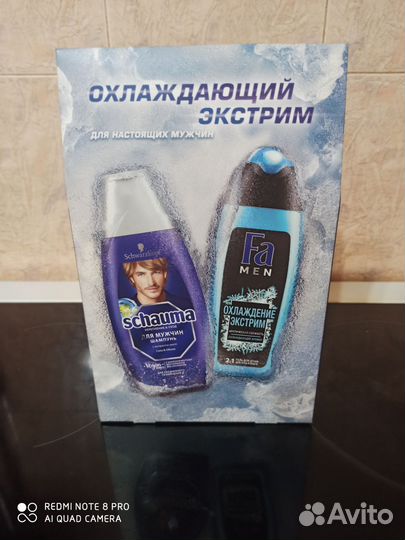 ОХЛАЖДАЮЩИЙ
ЭКСТРИМ
ДЛЯ НАСТОЯЩИХ МУЖЧИН
Schwarzkopf
schauma
ДЛЯ МУЖЧИН
ШАМПУНЬ
Fa
MEN
ОХЛАЖДЕНИЕ
ЭКСТРИМ
2в1
REDMI NOTE 8 PRO
AI QUAD CAMERA
Avito